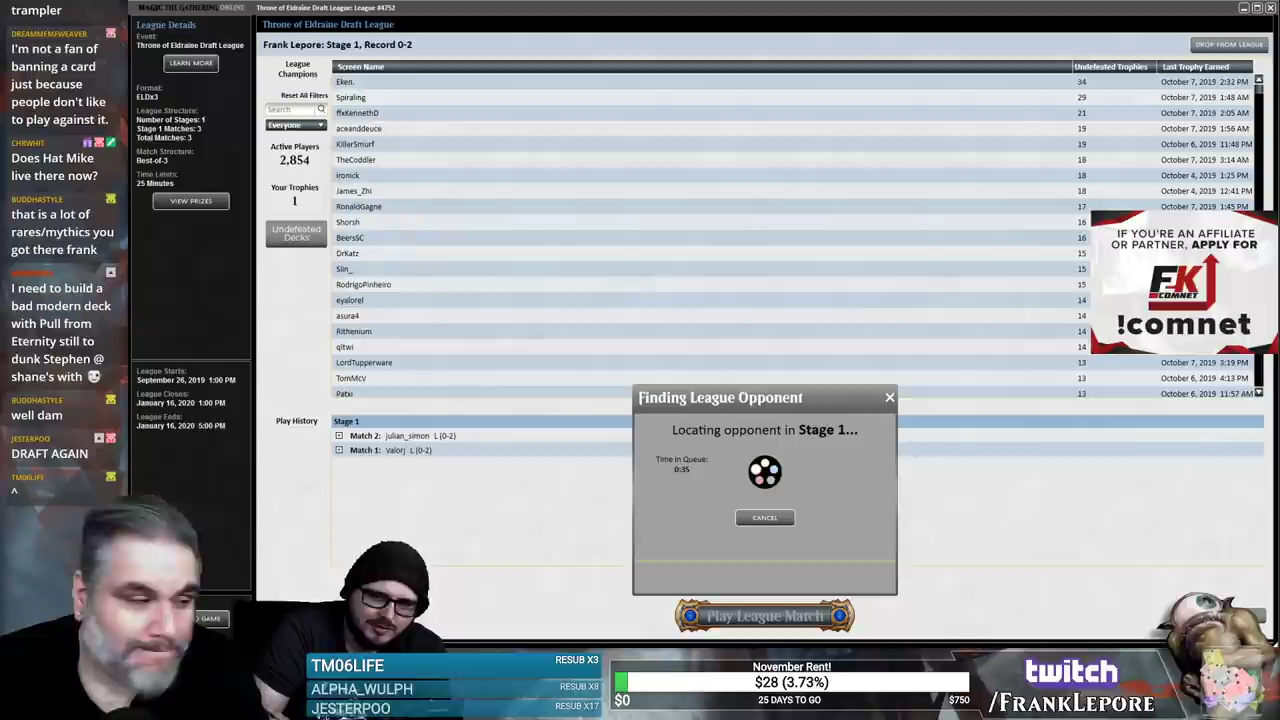 trampler
DREAMMEMEWEAVER
I'm not a fan of
banning a card
just because
people don't like
to play against it.
CHRWHIT
Does Hat Mike
live there now?
BUDDHASTYLE
that is a lot of
rares/mythics you
got there frank
I need to build a
bad modern deck
with Pull from
Eternity still to
dunk Stephen @
shane's with
BUDDHASTYLE
well dam
JESTERPOO
DRAFT AGAIN
TM06LIFE
^
MAGIC THE GATHERING ONLINE
Throne of Eldraine Draft League: League #4752
League Details
Event:
Throne of Eldraine Draft League
LEARN MORE
Format:
ELDx3
League Structure:
Number of Stages: 1
Stage 1 Matches: 3
Total Matches: 3
Match Structure:
Best-of-3
Time Limits:
25 Minutes
VIEW PRIZES
League Starts:
September 26, 2019 1:00 PM
League Closes:
January 16, 2020 1:00 PM
League Ends:
January 16, 2020 5:00 PM
GAME
Throne of Eldraine Draft League
Frank Lepore: Stage 1, Record 0-2
DROP FROM LEAGUE
League
Champions
Reset All Filters
Search
Everyone
Active Players
2,854
Your Trophies
1
Undefeated
Decks
Screen Name Undefeated Trophies Last Trophy Earned
Eken. 34 October 7, 2019 2:32 PM
Spiraling 29 October 7, 2019 1:48 AM
ffxKennethD 21 October 7, 2019 2:05 AM
aceanddeuce 19 October 7, 2019 1:56 AM
KillerSmurf 19 October 6, 2019 11:48 PM
TheCoddler 18 October 7, 2019 3:14 AM
ironick 18 October 4, 2019 1:25 PM
James_Zhi 18 October 4, 2019 12:41 PM
RonaldGagne 17 October 7, 2019 1:45 PM
Shorsh 16
BeersSC 16
DrKatz 15
Slin_ 15
RodrigoPinheiro 15
eyalorel 14
asura4 14
Rithenium 14
qltwi 14
LordTupperware 13 October 7, 2019 3:19 PM
TomMcV 13 October 6, 2019 4:13 PM
Patxi 13 October 6, 2019 11:57 AM
IF YOU'RE AN AFFILIATE
OR PARTNER, APPLY FOR
FK
COMNET
!comnet
Play History
Stage 1
Match 2: julian_simon L (0-2)
Match 1: Valorj L (0-2)
Finding League Opponent
Locating opponent in Stage 1...
Time in Queue:
0:35
CANCEL
Play League Match
TM06LIFE RESUB X3
ALPHA_WULPH RESUB X8
JESTERPOO RESUB X17
November Rent!
$28 (3.73%)
$0 25 DAYS TO GO $750
twitch
/FRANKLEPORE